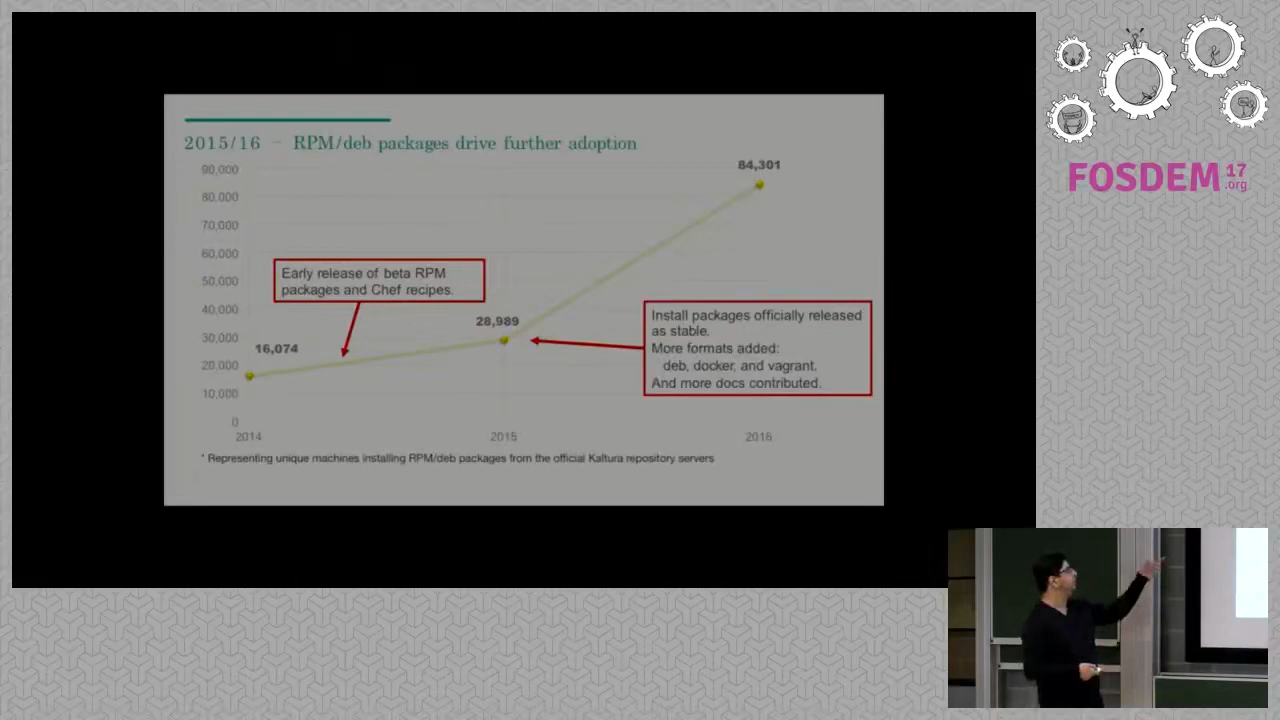 2015/16 – RPM/deb packages drive further adoption
90,000
80,000
70,000
60,000
50,000
40,000
30,000
20,000
10,000
0
84,301
Early release of beta RPM
packages and Chef recipes.
28,989
16,074
Install packages officially released
as stable.
More formats added:
deb, docker, and vagrant.
And more docs contributed.
2014
2015
2016
* Representing unique machines installing RPM/deb packages from the official Kaltura repository servers
FOSDEM 17
.org